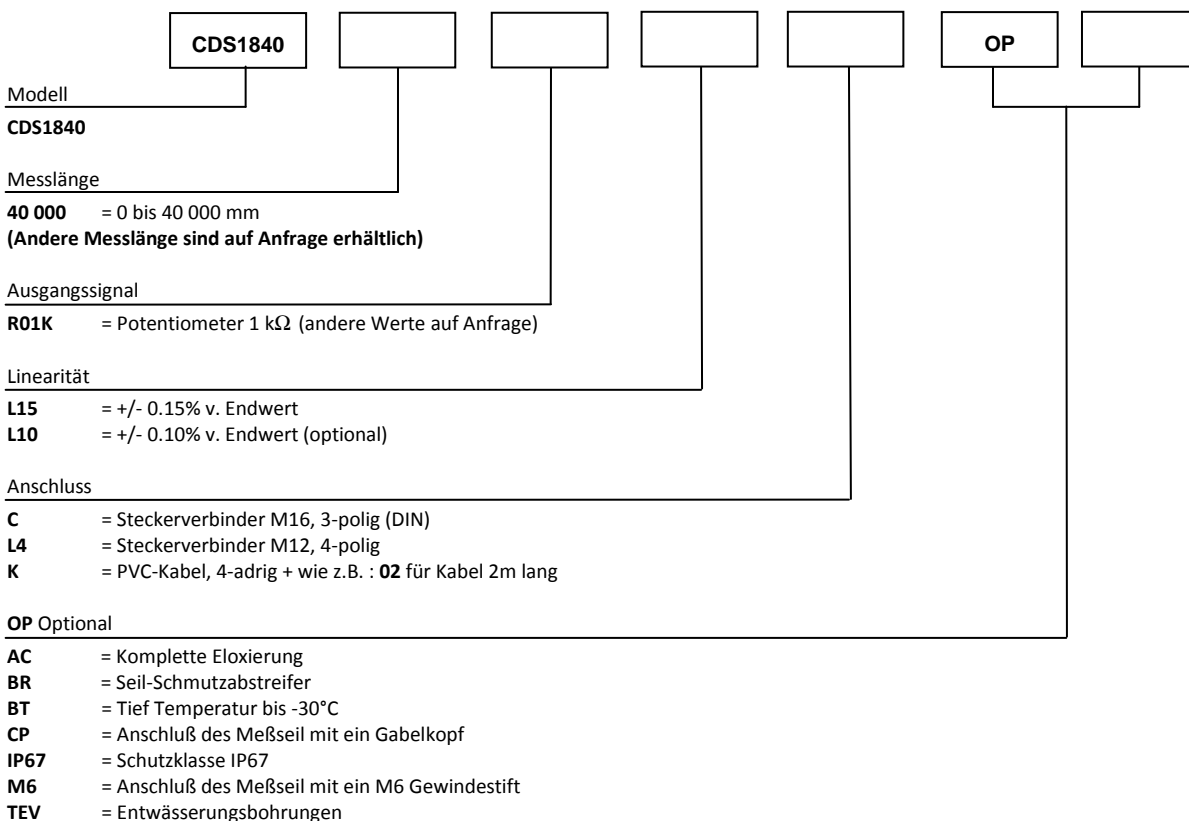 CDS1840 OP
Modell
CDS1840
Messlänge
40 000 = 0 bis 40 000 mm
(Andere Messlänge sind auf Anfrage erhältlich)
Ausgangssignal
R01K = Potentiometer 1 kΩ (andere Werte auf Anfrage)
Linearität
L15 = +/- 0.15% v. Endwert
L10 = +/- 0.10% v. Endwert (optional)
Anschluss
C = Steckerverbinder M16, 3-polig (DIN)
L4 = Steckerverbinder M12, 4-polig
K = PVC-Kabel, 4-adrig + wie z.B. : 02 für Kabel 2m lang
OP Optional
AC = Komplette Eloxierung
BR = Seil-Schmutzabstreifer
BT = Tief Temperatur bis -30°C
CP = Anschluß des Meßseil mit ein Gabelkopf
IP67 = Schutzklasse IP67
M6 = Anschluß des Meßseil mit ein M6 Gewindestift
TEV = Entwässerungsbohrungen